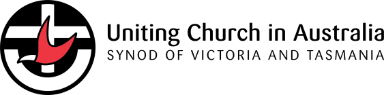 Uniting Church in Australia
SYNOD OF VICTORIA AND TASMANIA